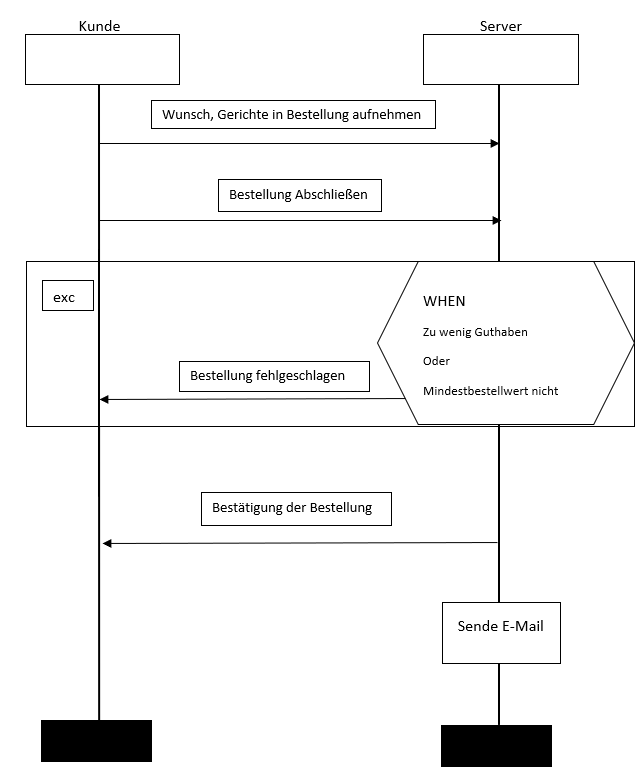 Kunde
Server
Wunsch, Gerichte in Bestellung aufnehmen
Bestellung Abschließen
exc
WHEN
Zu wenig Guthaben
Oder
Bestellung fehlgeschlagen
Mindestbestellwert nicht
Bestätigung der Bestellung
Sende E-Mail